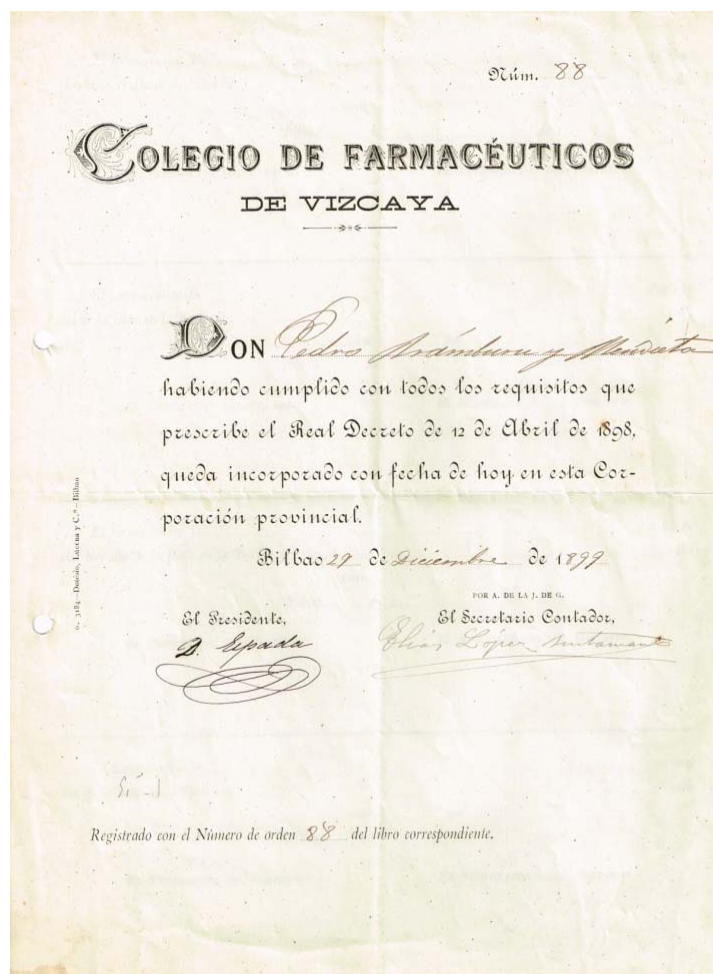 Núm. 88
COLEGIO DE FARMACÉUTICOS
DE VIZCAYA
DON Pedro Arámburu y Mendieta
habiendo cumplido con todos los requisitos que
prescribe el Real Decreto de 12 de Abril de 1898,
queda incorporado con fecha de hoy en esta Cor-
poración provincial.
Bilbao 29 de Diciembre de 1899
POR A. DE LA J. DE G.
El Presidente,
El Secretario Contador,
D. Espada
Elías López
Registrado con el Número de orden 88 del libro correspondiente.